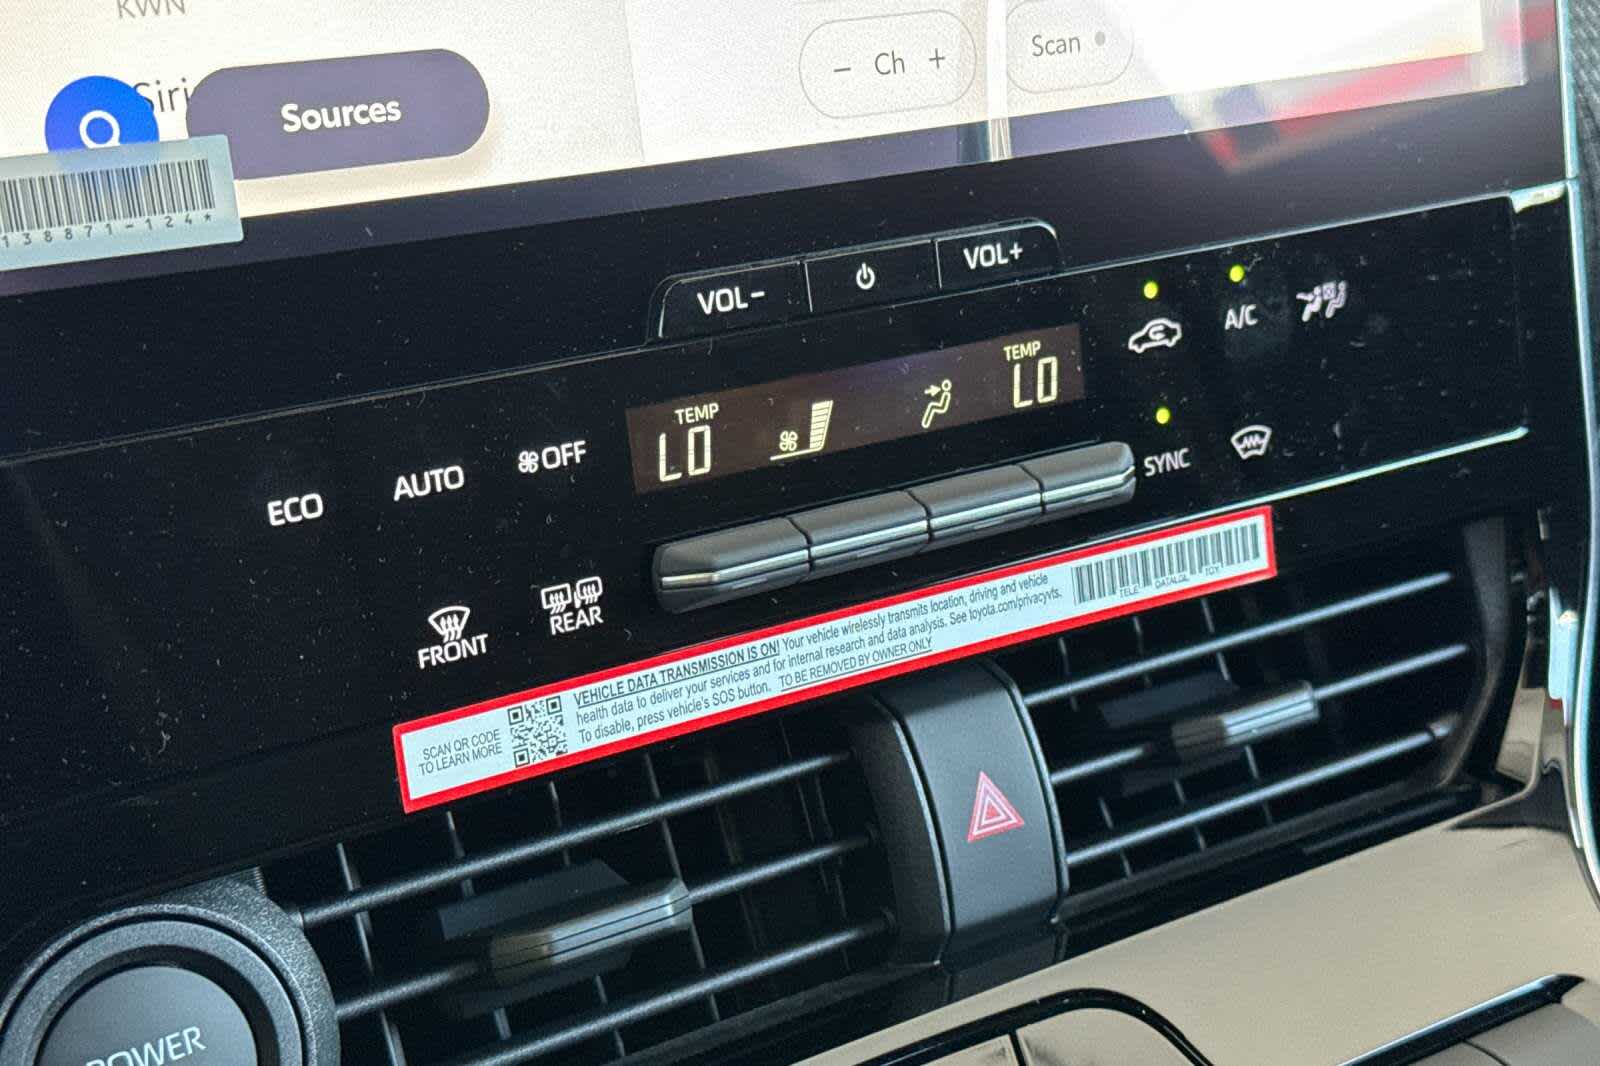 KWN
Siri
Sources
– Ch +
Scan
138871-124*
VOL–
VOL+
A/C
TEMP
LO
TEMP
LO
ECO
AUTO
OFF
SYNC
FRONT
REAR
SCAN QR CODE
TO LEARN MORE
VEHICLE DATA TRANSMISSION IS ON! Your vehicle wirelessly transmits location, driving and vehicle
health data to deliver your services and for internal research and data analysis. See toyota.com/privacyvts.
To disable, press vehicle's SOS button. TO BE REMOVED BY OWNER ONLY
TELE DATALGL TOY
POWER